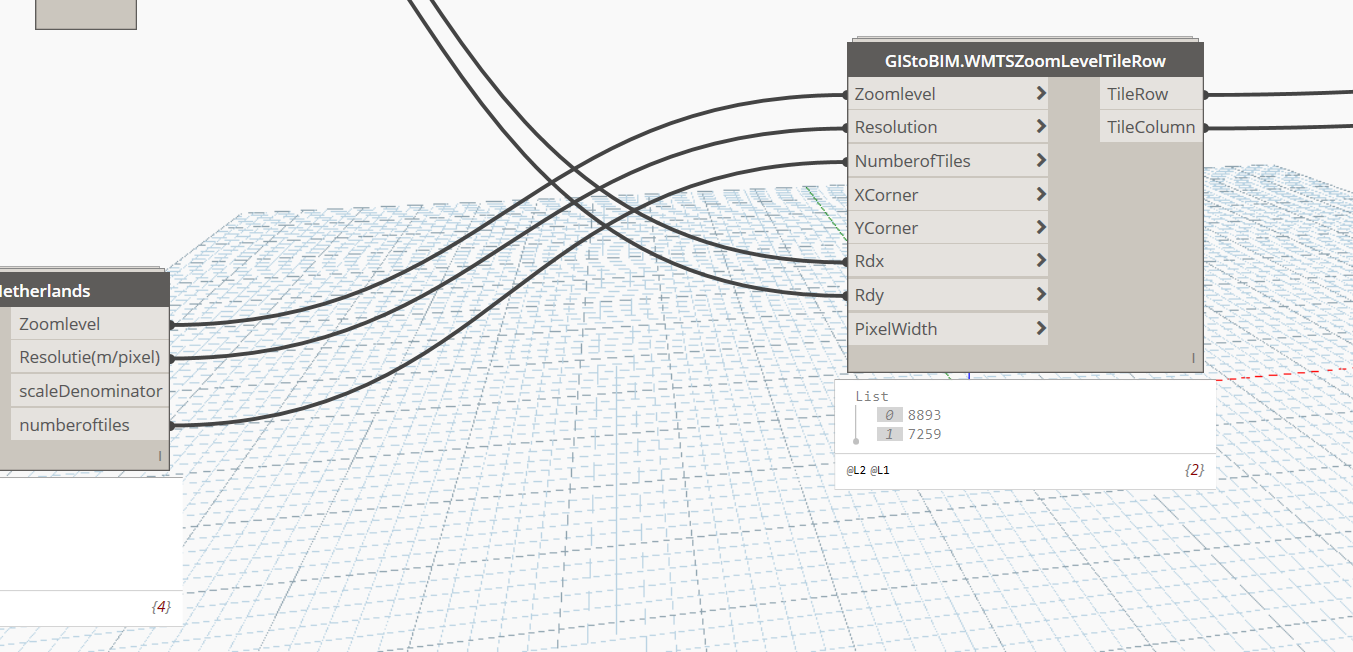 GIStoBIM.WMTSZoomLevelTileRow
Zoomlevel
TileRow
Resolution
TileColumn
NumberofTiles
XCorner
YCorner
Rdx
Rdy
PixelWidth
l
List
0 8893
1 7259
@L2 @L1
{2}
etherlands
Zoomlevel
Resolutie(m/pixel)
scaleDenominator
numberoftiles
l
{4}